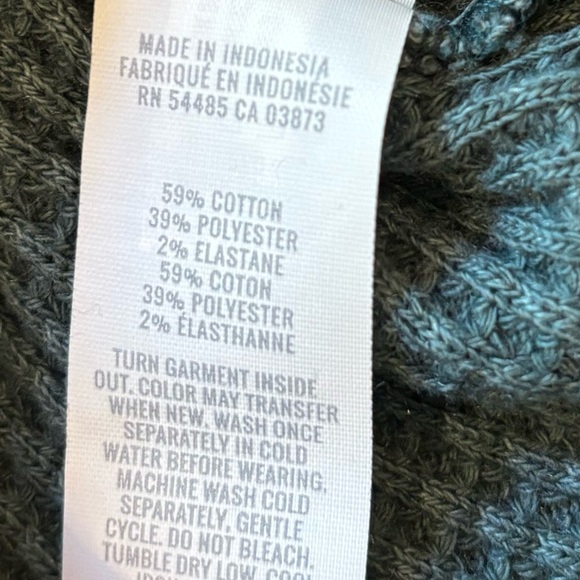 MADE IN INDONESIA
FABRIQUÉ EN INDONÉSIE
RN 54485 CA 03873
59% COTTON
39% POLYESTER
2% ELASTANE
59% COTON
39% POLYESTER
2% ÉLASTHANNE
TURN GARMENT INSIDE
OUT. COLOR MAY TRANSFER
WHEN NEW. WASH ONCE
SEPARATELY IN COLD
WATER BEFORE WEARING.
MACHINE WASH COLD
SEPARATELY, GENTLE
CYCLE. DO NOT BLEACH.
TUMBLE DRY LOW. COOL